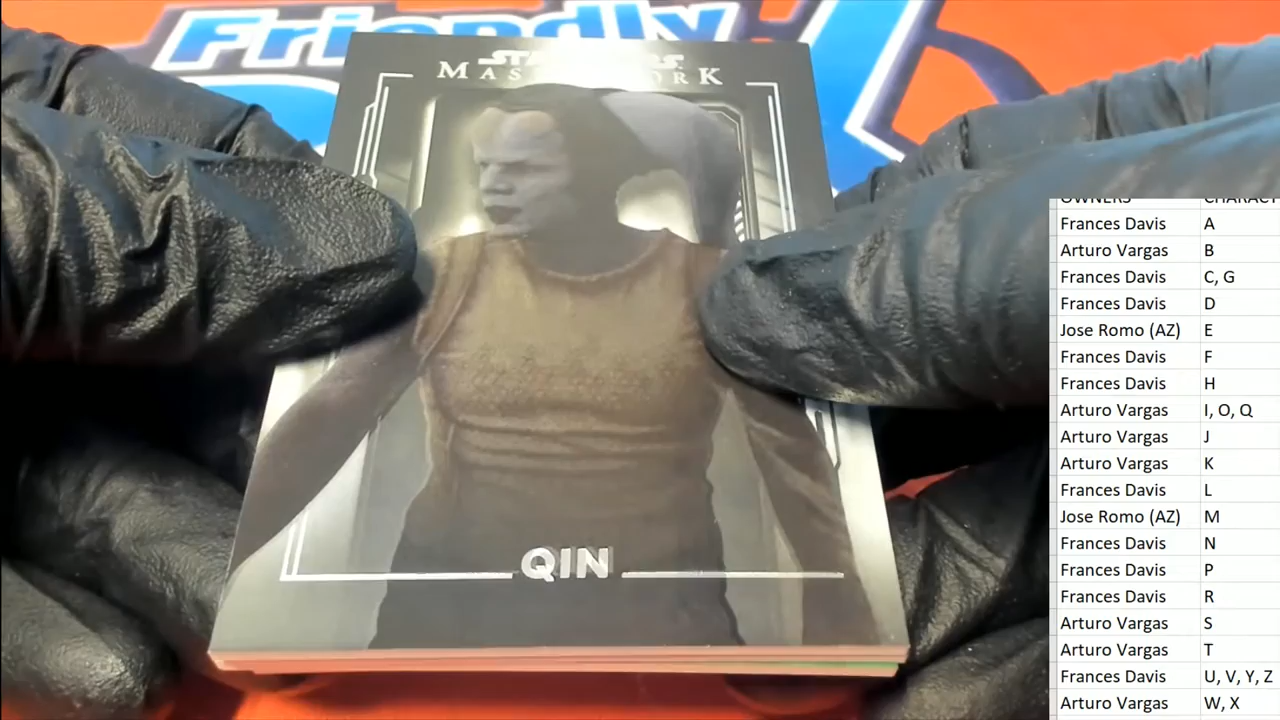 Friendly
STAR WARS
MASTERWORK
QIN
OWNERS CHARACT
Frances Davis A
Arturo Vargas B
Frances Davis C, G
Frances Davis D
Jose Romo (AZ) E
Frances Davis F
Frances Davis H
Arturo Vargas I, O, Q
Arturo Vargas J
Arturo Vargas K
Frances Davis L
Jose Romo (AZ) M
Frances Davis N
Frances Davis P
Frances Davis R
Arturo Vargas S
Arturo Vargas T
Frances Davis U, V, Y, Z
Arturo Vargas W, X